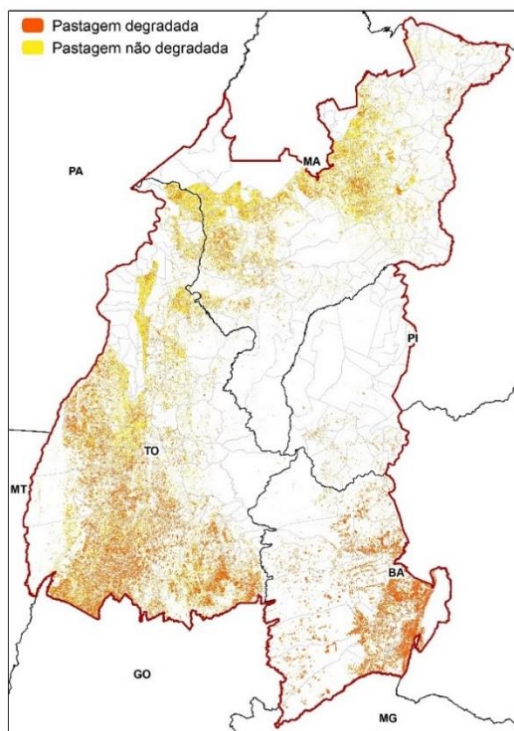 Pastagem degradada
Pastagem não degradada
PA
MA
PI
TO
MT
BA
GO
MG